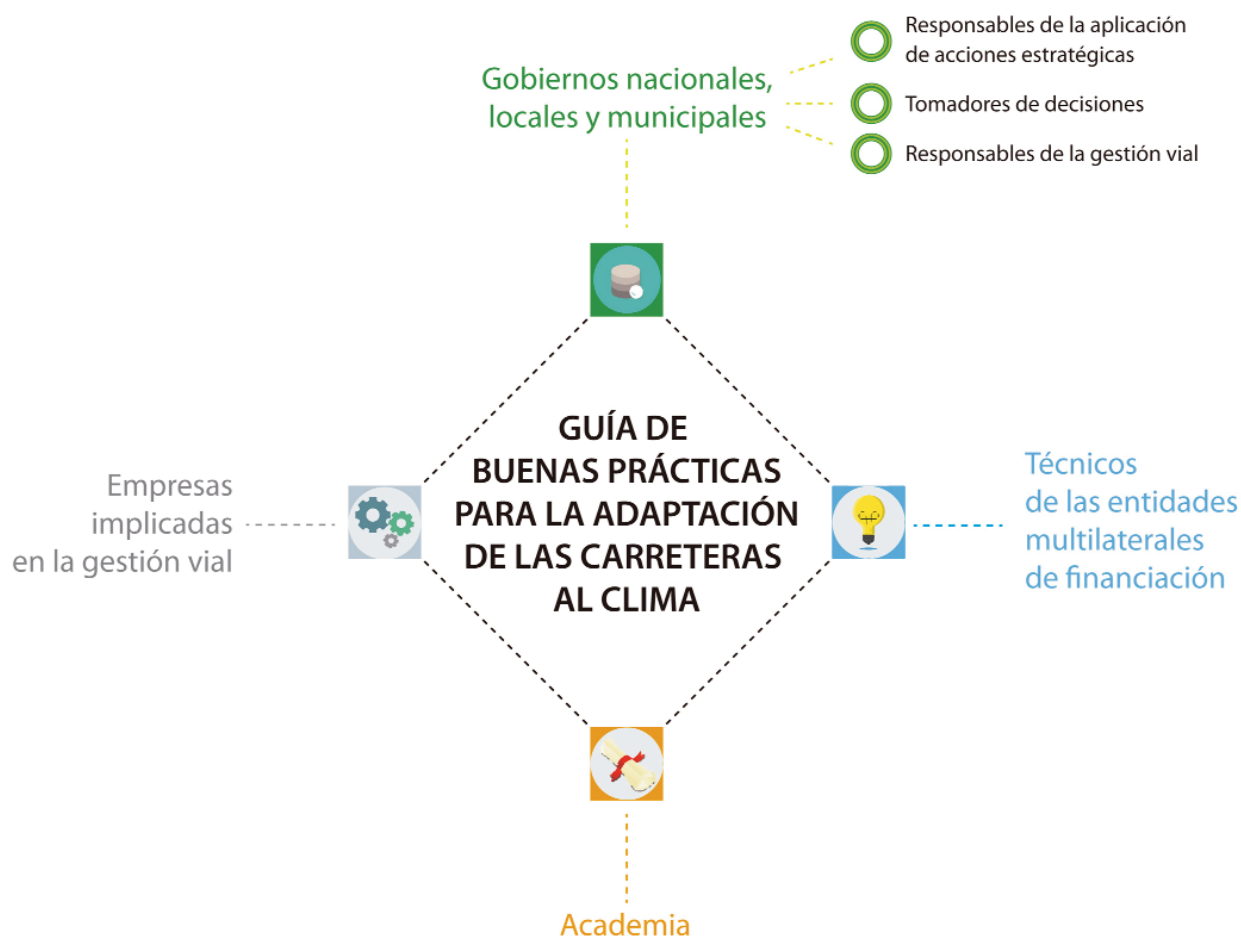 Gobiernos nacionales,
locales y municipales
Responsables de la aplicación
de acciones estratégicas
Tomadores de decisiones
Responsables de la gestión vial
GUÍA DE
BUENAS PRÁCTICAS
PARA LA ADAPTACIÓN
DE LAS CARRETERAS
AL CLIMA
Empresas
implicadas
en la gestión vial
Técnicos
de las entidades
multilaterales
de financiación
Academia